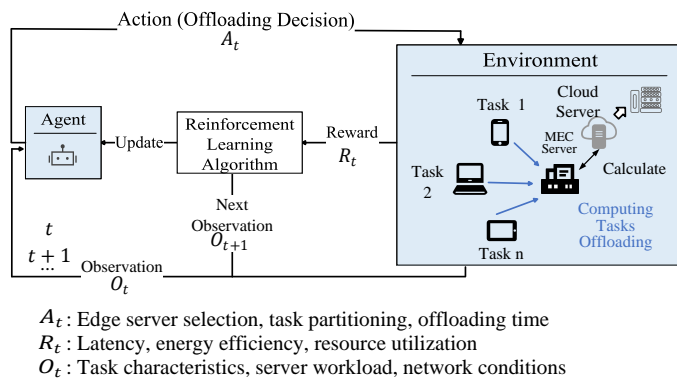 Action (Offloading Decision)
A_t
Agent
Update
Reinforcement
Learning
Algorithm
Reward
R_t
Next
Observation
O_{t+1}
t
t + 1
...
Observation
O_t
Environment
Cloud
Server
Task 1
MEC
Server
Task
2
Calculate
Computing
Tasks
Offloading
Task n
A_t : Edge server selection, task partitioning, offloading time
R_t : Latency, energy efficiency, resource utilization
O_t : Task characteristics, server workload, network conditions